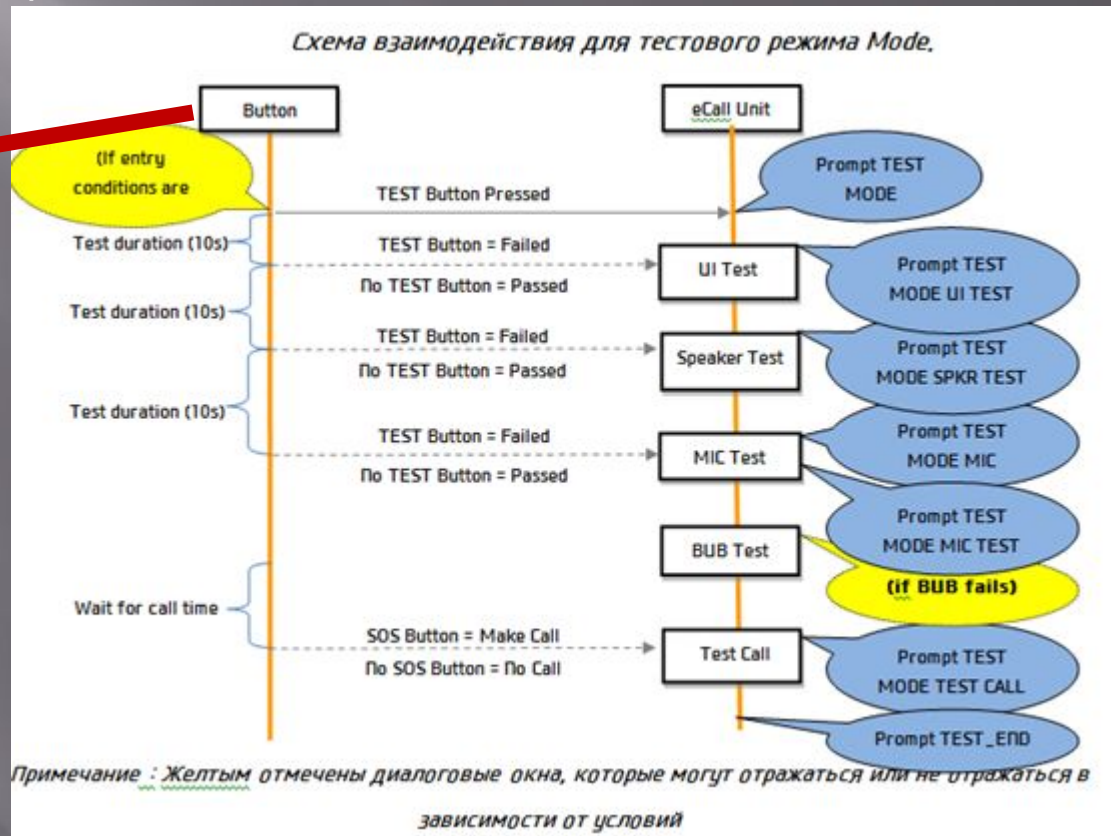 Схема взаимодействия для тестового режима Mode.
Button
eCall Unit
(If entry
conditions are
Prompt TEST
MODE
TEST Button Pressed
Test duration (10s)
TEST Button = Failed
No TEST Button = Passed
UI Test
Prompt TEST
MODE UI TEST
Test duration (10s)
TEST Button = Failed
No TEST Button = Passed
Speaker Test
Prompt TEST
MODE SPKR TEST
Test duration (10s)
TEST Button = Failed
No TEST Button = Passed
MIC Test
Prompt TEST
MODE MIC
Prompt TEST
MODE MIC TEST
BUB Test
(if BUB fails)
Wait for call time
SOS Button = Make Call
No SOS Button = No Call
Test Call
Prompt TEST
MODE TEST CALL
Prompt TEST_END
Примечание : Желтым отмечены диалоговые окна, которые могут отражаться или не отражаться в
зависимости от условий